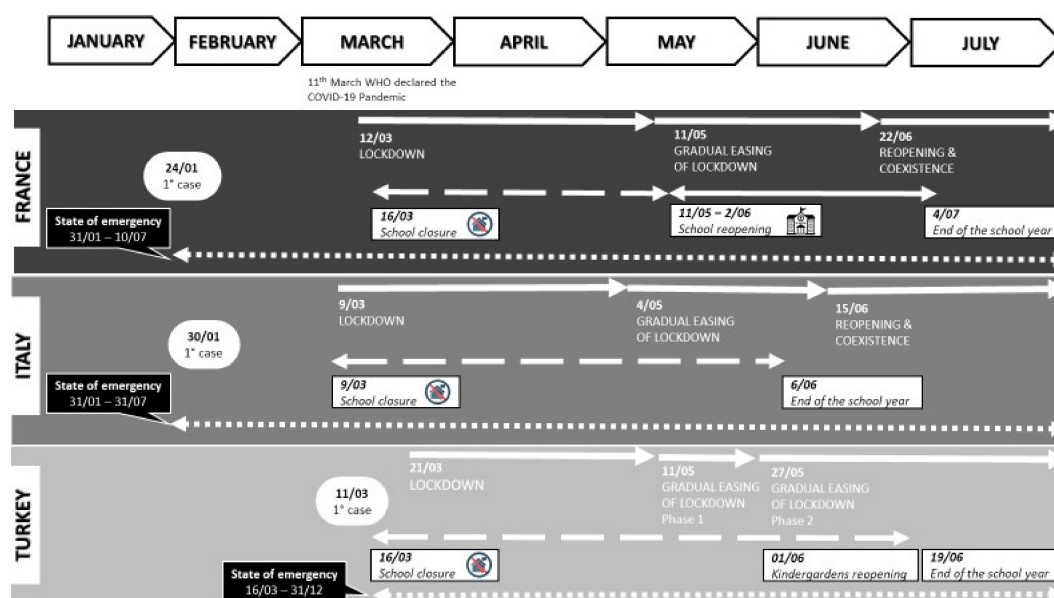 JANUARY
FEBRUARY
MARCH
APRIL
MAY
JUNE
JULY
11th March WHO declared the
COVID-19 Pandemic
FRANCE
24/01
1° case
State of emergency
31/01 – 10/07
12/03
LOCKDOWN
11/05
GRADUAL EASING
OF LOCKDOWN
22/06
REOPENING &
COEXISTENCE
16/03
School closure
11/05 – 2/06
School reopening
4/07
End of the school year
ITALY
30/01
1° case
State of emergency
31/01 – 31/07
9/03
LOCKDOWN
4/05
GRADUAL EASING
OF LOCKDOWN
15/06
REOPENING &
COEXISTENCE
9/03
School closure
6/06
End of the school year
TURKEY
11/03
1° case
State of emergency
16/03 – 31/12
21/03
LOCKDOWN
11/05
GRADUAL EASING
OF LOCKDOWN
Phase 1
27/05
GRADUAL EASING
OF LOCKDOWN
Phase 2
16/03
School closure
01/06
Kindergardens reopening
19/06
End of the school year